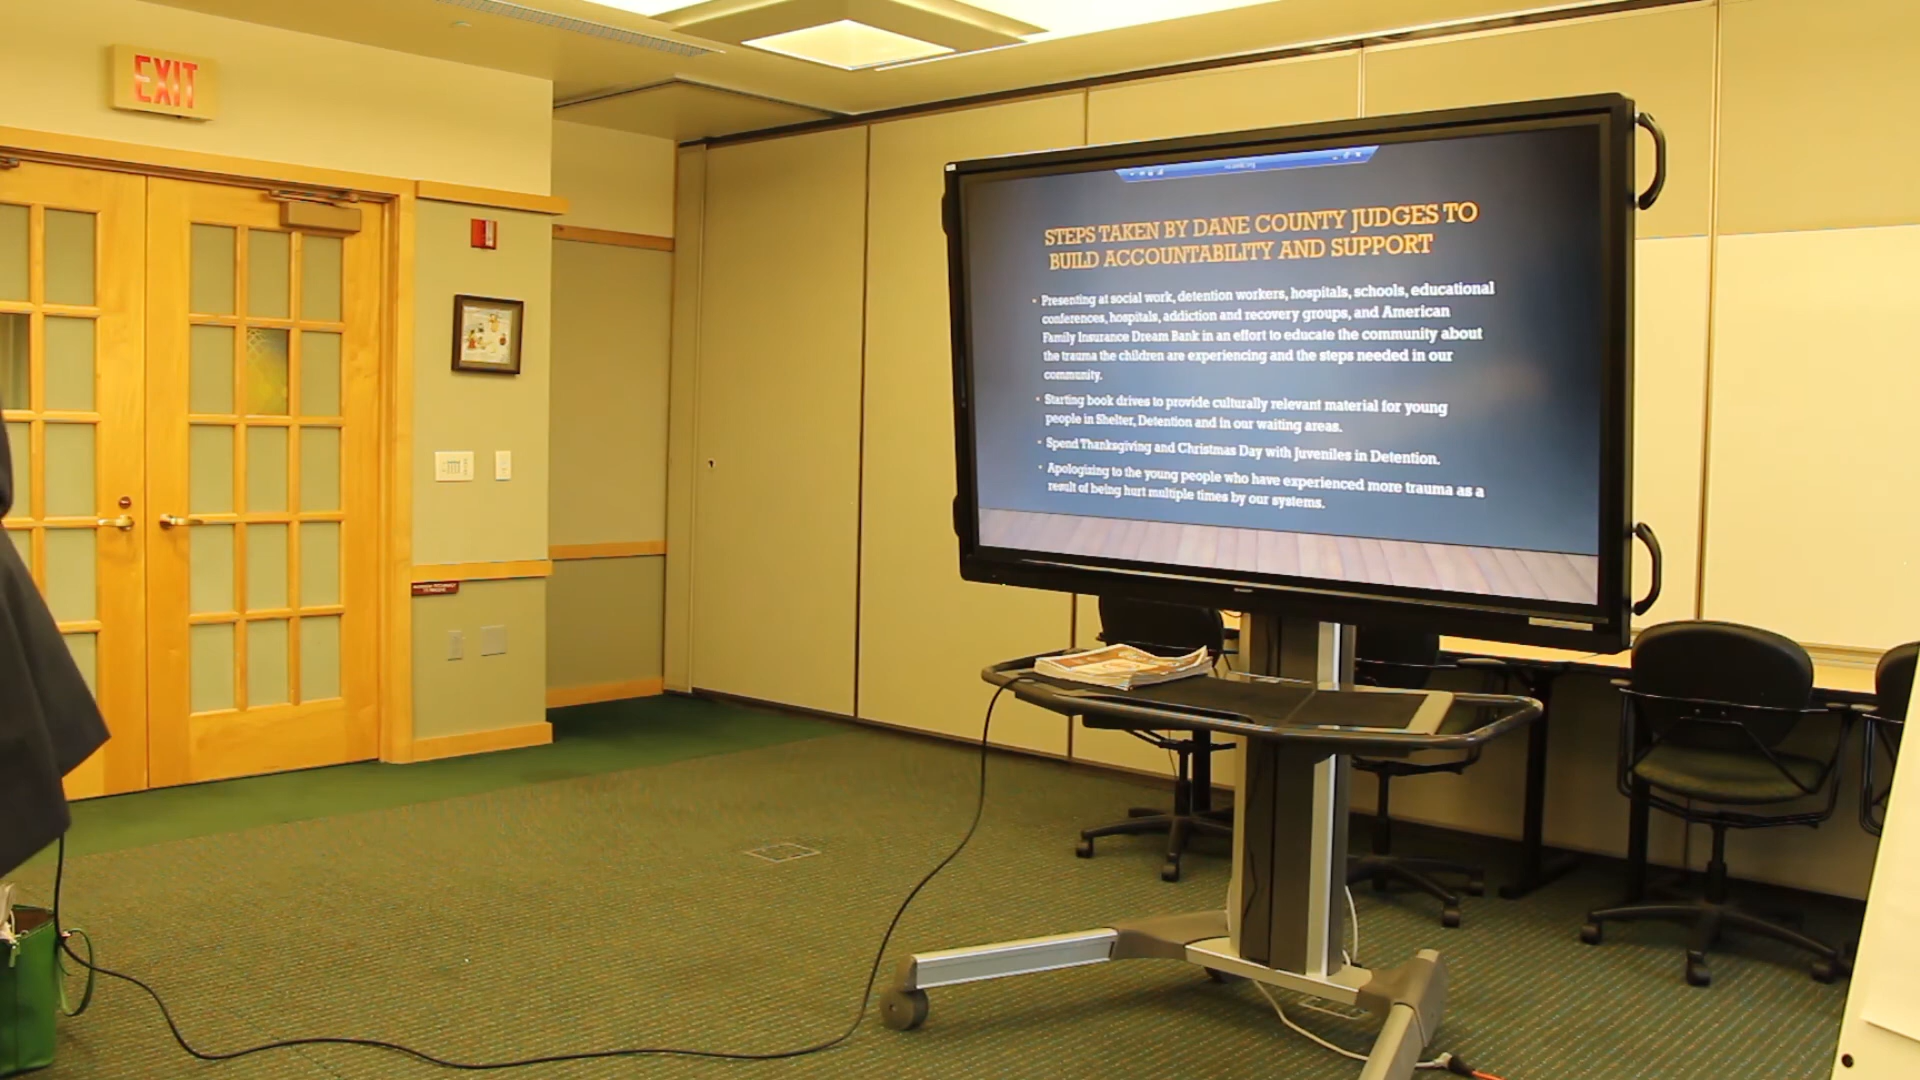 EXIT
STEPS TAKEN BY DANE COUNTY JUDGES TO
BUILD ACCOUNTABILITY AND SUPPORT
• Presenting at social work, detention workers, hospitals, schools, educational
conferences, hospitals, addiction and recovery groups, and American
Family Insurance Dream Bank in an effort to educate the community about
the trauma the children are experiencing and the steps needed in our
community.
• Starting book drives to provide culturally relevant material for young
people in Shelter, Detention and in our waiting areas.
• Spend Thanksgiving and Christmas Day with Juveniles in Detention.
• Apologizing to the young people who have experienced more trauma as a
result of being hurt multiple times by our systems.